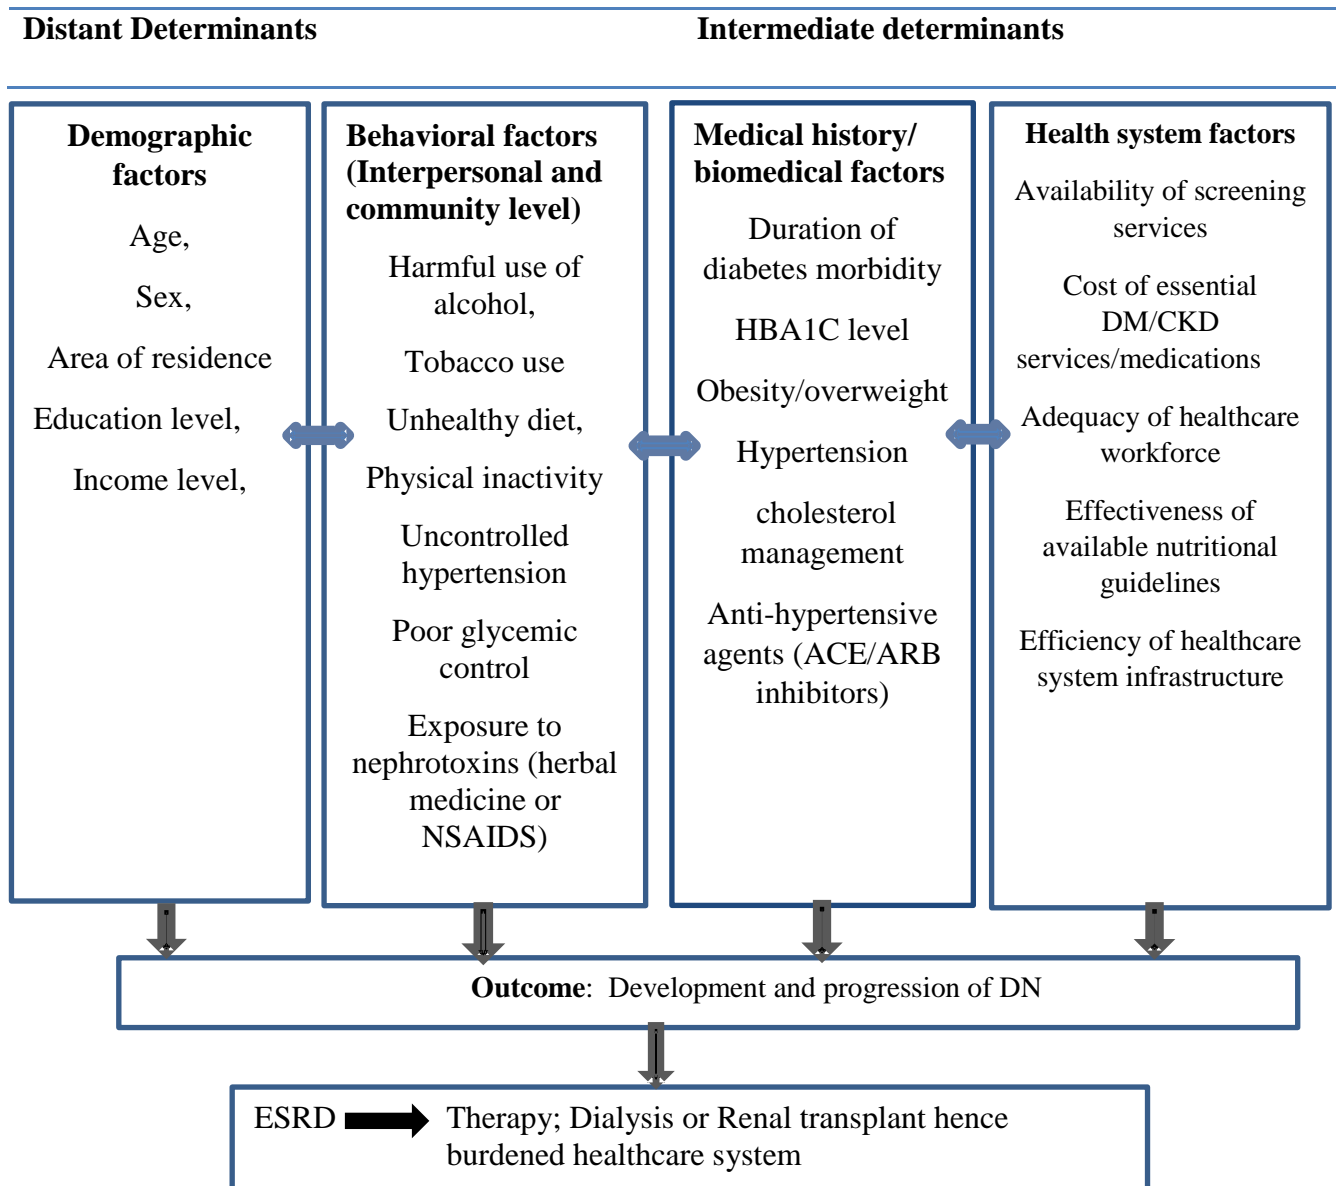 Distant Determinants
Intermediate determinants
Demographic
factors
Age,
Sex,
Area of residence
Education level,
Income level,
Behavioral factors
(Interpersonal and
community level)
Harmful use of
alcohol,
Tobacco use
Unhealthy diet,
Physical inactivity
Uncontrolled
hypertension
Poor glycemic
control
Exposure to
nephrotoxins (herbal
medicine or
NSAIDS)
Medical history/
biomedical factors
Duration of
diabetes morbidity
HBA1C level
Obesity/overweight
Hypertension
cholesterol
management
Anti-hypertensive
agents (ACE/ARB
inhibitors)
Health system factors
Availability of screening
services
Cost of essential
DM/CKD
services/medications
Adequacy of healthcare
workforce
Effectiveness of
available nutritional
guidelines
Efficiency of healthcare
system infrastructure
Outcome: Development and progression of DN
ESRD Therapy; Dialysis or Renal transplant hence
burdened healthcare system